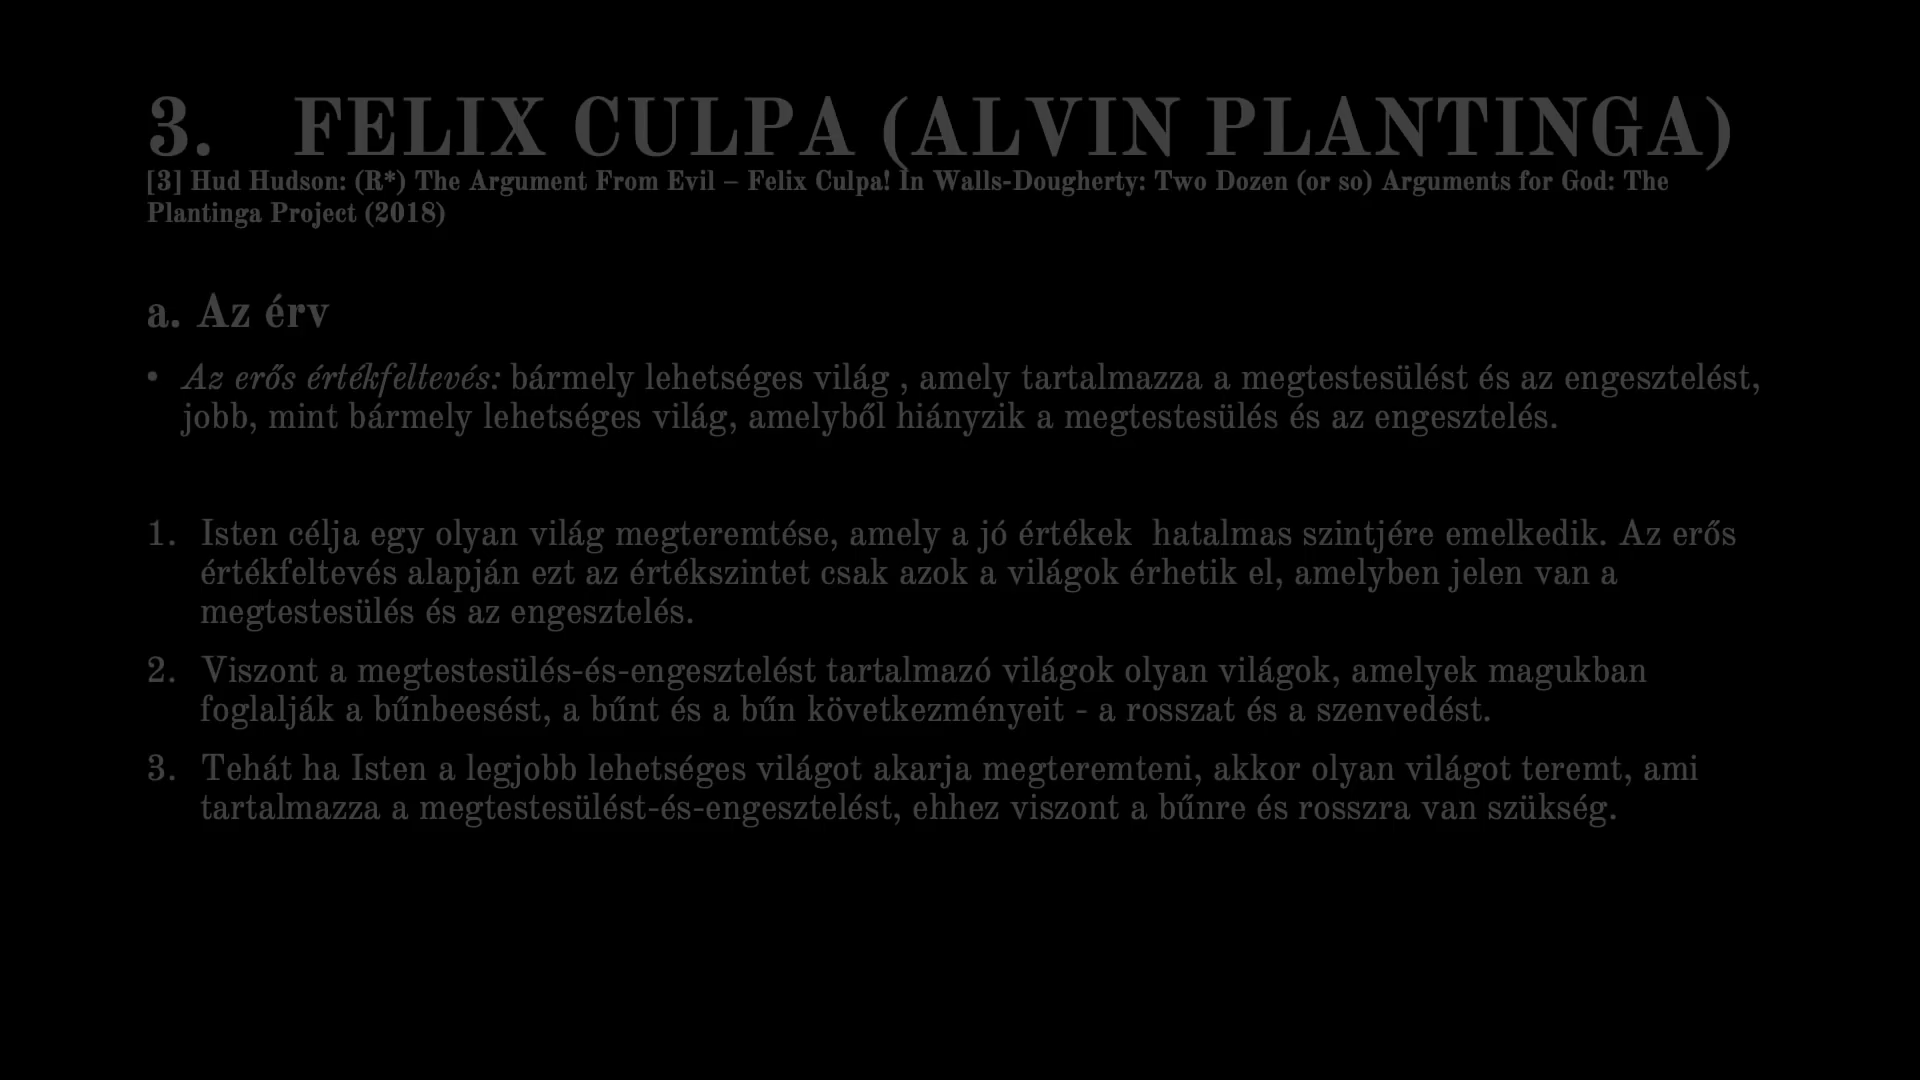 3. FELIX CULPA (ALVIN PLANTINGA)
[3] Hud Hudson: (R*) The Argument From Evil – Felix Culpa! In Walls-Dougherty: Two Dozen (or so) Arguments for God: The
Plantinga Project (2018)
a. Az érv
• Az erős értékfeltevés: bármely lehetséges világ , amely tartalmazza a megtestesülést és az engesztelést,
jobb, mint bármely lehetséges világ, amelyből hiányzik a megtestesülés és az engesztelés.
1. Isten célja egy olyan világ megteremtése, amely a jó értékek  hatalmas szintjére emelkedik. Az erős
értékfeltevés alapján ezt az értékszintet csak azok a világok érhetik el, amelyben jelen van a
megtestesülés és az engesztelés.
2. Viszont a megtestesülés-és-engesztelést tartalmazó világok olyan világok, amelyek magukban
foglalják a bűnbeesést, a bűnt és a bűn következményeit - a rosszat és a szenvedést.
3. Tehát ha Isten a legjobb lehetséges világot akarja megteremteni, akkor olyan világot teremt, ami
tartalmazza a megtestesülést-és-engesztelést, ehhez viszont a bűnre és rosszra van szükség.